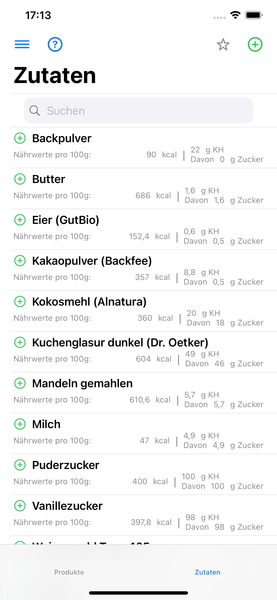 17:13
?
Zutaten
Suchen
Backpulver
Nährwerte pro 100g: 90 kcal | 22 g KH
Davon 0 g Zucker
Butter
Nährwerte pro 100g: 686 kcal | 1,6 g KH
Davon 1,6 g Zucker
Eier (GutBio)
Nährwerte pro 100g: 152,4 kcal | 0,6 g KH
Davon 0,5 g Zucker
Kakaopulver (Backfee)
Nährwerte pro 100g: 357 kcal | 8,8 g KH
Davon 0,5 g Zucker
Kokosmehl (Alnatura)
Nährwerte pro 100g: 360 kcal | 20 g KH
Davon 18 g Zucker
Kuchenglasur dunkel (Dr. Oetker)
Nährwerte pro 100g: 604 kcal | 49 g KH
Davon 46 g Zucker
Mandeln gemahlen
Nährwerte pro 100g: 610,6 kcal | 5,7 g KH
Davon 5,7 g Zucker
Milch
Nährwerte pro 100g: 47 kcal | 4,9 g KH
Davon 4,9 g Zucker
Puderzucker
Nährwerte pro 100g: 400 kcal | 100 g KH
Davon 100 g Zucker
Vanillezucker
Nährwerte pro 100g: 397,8 kcal | 98 g KH
Davon 98 g Zucker
Produkte Zutaten